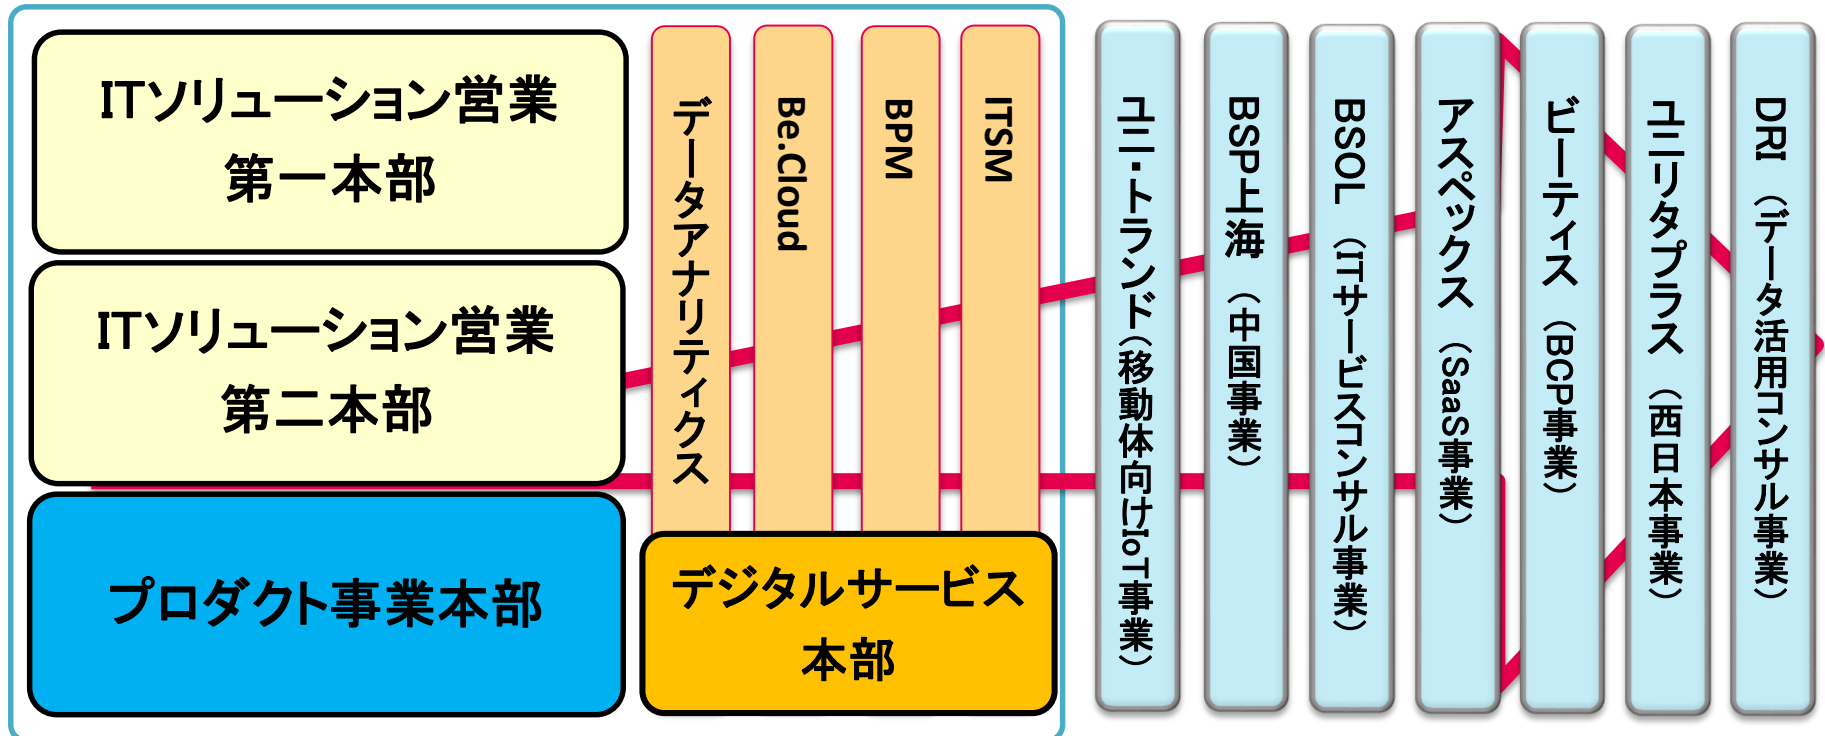 ITソリューション営業
第一本部
ITソリューション営業
第二本部
プロダクト事業本部
データアナリティクス
Be.Cloud
BPM
ITSM
デジタルサービス
本部
ユニ・トランド（移動体向けIoT事業）
BSP上海 （中国事業）
BSOL （ITサービスコンサル事業）
アスペックス （SaaS事業）
ビーティス （BCP事業）
ユニリタプラス （西日本事業）
DRI （データ活用コンサル事業）